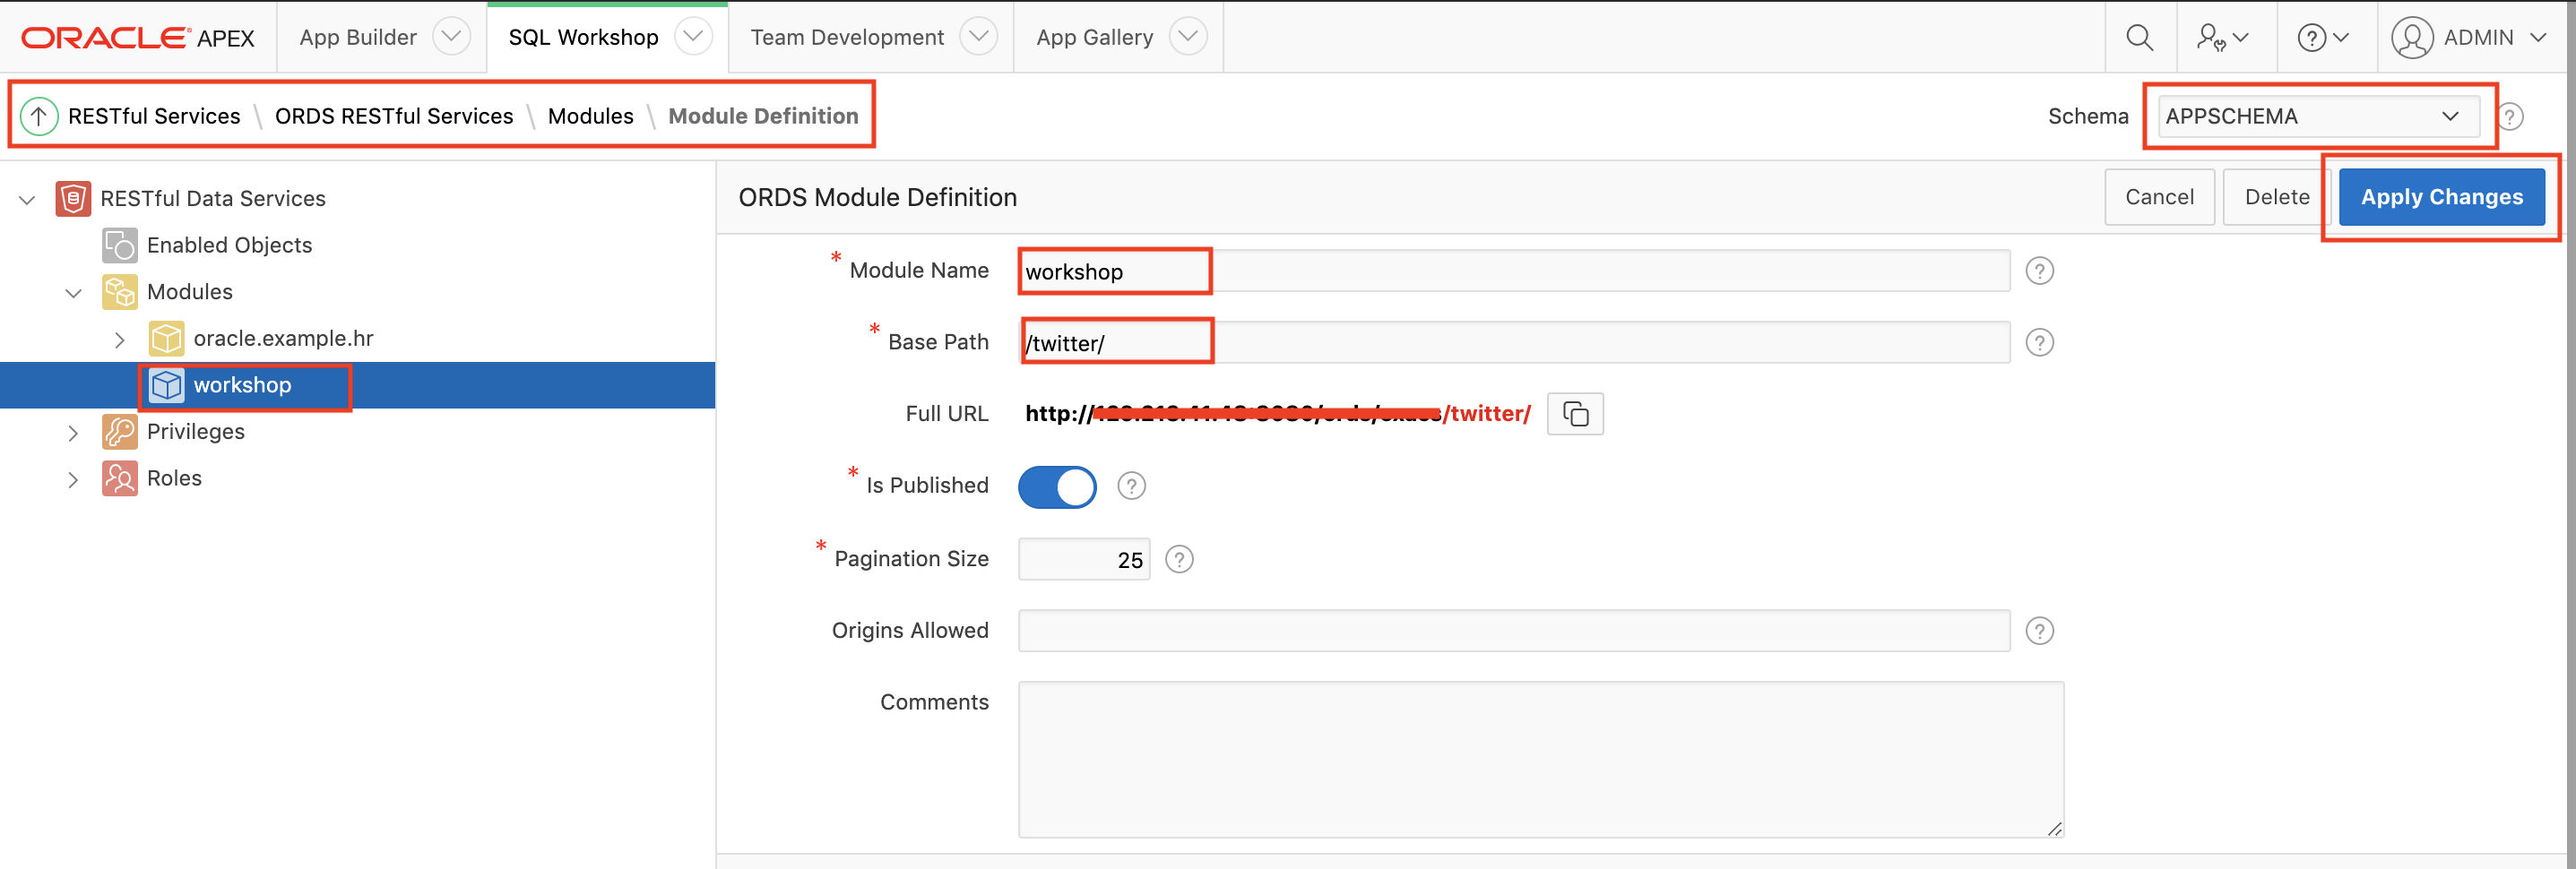 ORACLE APEX App Builder SQL Workshop Team Development App Gallery ADMIN
RESTful Services \ ORDS RESTful Services \ Modules \ Module Definition Schema APPSCHEMA
RESTful Data Services
Enabled Objects
Modules
oracle.example.hr
workshop
Privileges
Roles
ORDS Module Definition Cancel Delete Apply Changes
* Module Name workshop
* Base Path /twitter/
Full URL http:// /twitter/
* Is Published
* Pagination Size 25
Origins Allowed
Comments